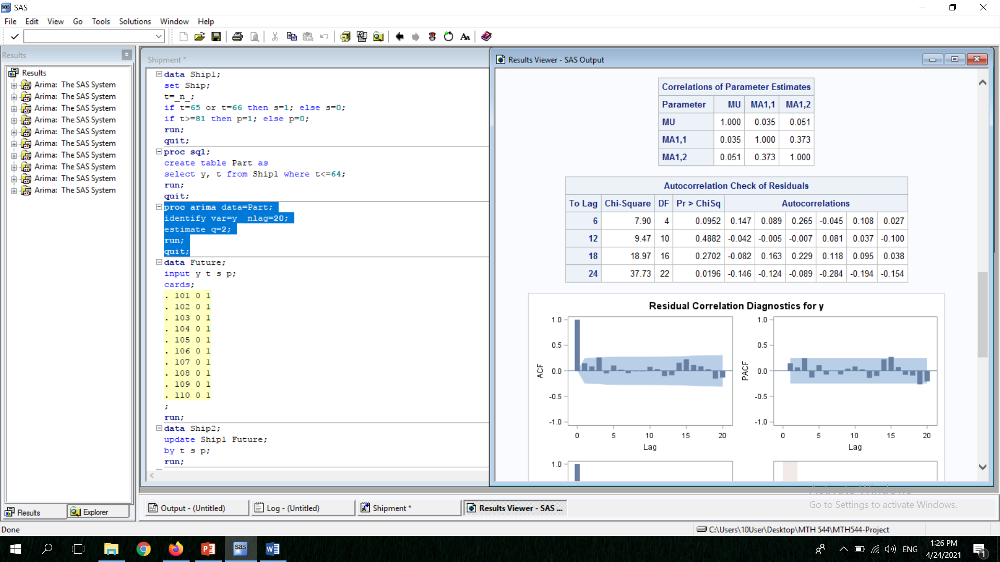 SAS
File Edit View Go Tools Solutions Window Help
Results
Results
Arima: The SAS System
Arima: The SAS System
Arima: The SAS System
Arima: The SAS System
Arima: The SAS System
Arima: The SAS System
Arima: The SAS System
Arima: The SAS System
Arima: The SAS System
Arima: The SAS System
Results Explorer
Shipment *
data Ship1;
set Ship;
t=_n_;
if t=65 or t=66 then s=1; else s=0;
if t>=81 then p=1; else p=0;
run;
quit;
proc sql;
create table Part as
select y, t from Ship1 where t<=64;
run;
quit;
proc arima data=Part;
identify var=y nlag=20;
estimate q=2;
run;
quit;
data Future;
input y t s p;
cards;
. 101 0 1
. 102 0 1
. 103 0 1
. 104 0 1
. 105 0 1
. 106 0 1
. 107 0 1
. 108 0 1
. 109 0 1
. 110 0 1
;
run;
data Ship2;
update Ship1 Future;
by t s p;
run;
Results Viewer - SAS Output
Correlations of Parameter Estimates
Parameter MU MA1,1 MA1,2
MU 1.000 0.035 0.051
MA1,1 0.035 1.000 0.373
MA1,2 0.051 0.373 1.000
Autocorrelation Check of Residuals
To Lag Chi-Square DF Pr > ChiSq Autocorrelations
6 7.90 4 0.0952 0.147 0.089 0.265 -0.045 0.108 0.027
12 9.47 10 0.4882 -0.042 -0.005 -0.007 0.081 0.037 -0.100
18 18.97 16 0.2702 -0.082 0.163 0.229 0.118 0.095 0.038
24 37.73 22 0.0196 -0.146 -0.124 -0.089 -0.284 -0.194 -0.154
Residual Correlation Diagnostics for y
1.0
0.5
0.0
-0.5
-1.0
ACF
0 5 10 15 20
Lag
1.0
0.5
0.0
-0.5
-1.0
PACF
0 5 10 15 20
Lag
1.0
Activate Windows
Go to Settings to activate Windows.
Output - (Untitled) Log - (Untitled) Shipment * Results Viewer - SAS ...
Done
C:\Users\10User\Desktop\MTH 544\MTH544-Project
ENG
1:26 PM
4/24/2021
1